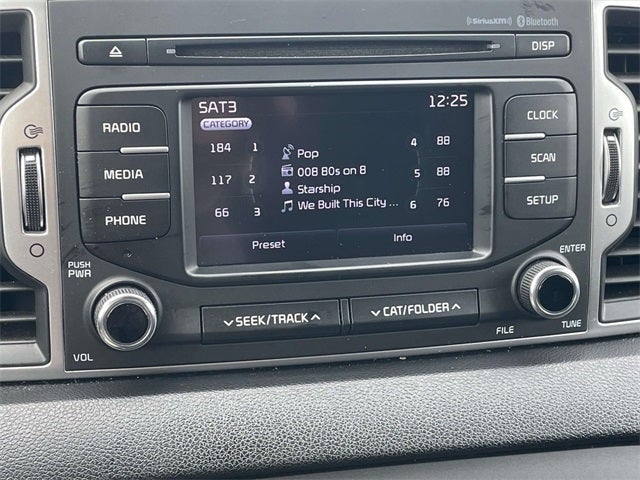 ((SiriusXM)) Bluetooth
DISP
SAT3 12:25
CATEGORY
RADIO
MEDIA
PHONE
184 1
117 2
66 3
Pop
008 80s on 8
Starship
We Built This City ...
4 88
5 88
6 76
Preset Info
CLOCK
SCAN
SETUP
PUSH
PWR
VOL
SEEK/TRACK
CAT/FOLDER
ENTER
FILE
TUNE